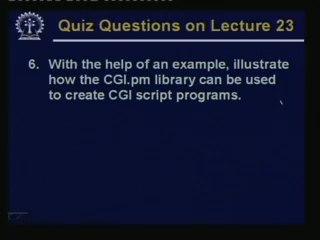 Quiz Questions on Lecture 23
6. With the help of an example, illustrate
how the CGI.pm library can be used
to create CGI script programs.